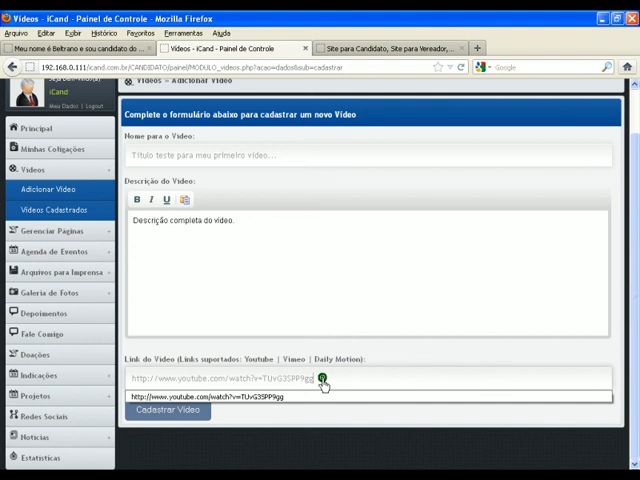 Vídeos - iCand - Painel de Controle - Mozilla Firefox
Arquivo Editar Exibir Histórico Favoritos Ferramentas Ajuda
Meu nome é Beltrano e sou candidato do ...
Vídeos - iCand - Painel de Controle
Site para Candidato, Site para Vereador,...
192.168.0.111/icand.com.br/CANDIDATO/painel/MODULO_videos.php?acao=dados&sub=cadastrar
Google
iCand
Meu Dados | Logout
Vídeos » Adicionar Vídeo
Principal
Minhas Coligações
Vídeos
Adicionar Vídeo
Vídeos Cadastrados
Gerenciar Páginas
Agenda de Eventos
Arquivos para Imprensa
Galeria de Fotos
Depoimentos
Fale Comigo
Doações
Indicações
Projetos
Redes Sociais
Notícias
Estatísticas
Complete o formulário abaixo para cadastrar um novo Vídeo
Nome para o Vídeo:
Título teste para meu primeiro vídeo...
Descrição do Vídeo:
B I U
Descrição completa do vídeo.
Link do Vídeo (Links suportados: Youtube | Vimeo | Daily Motion):
http://www.youtube.com/watch?v=TUvG3SPP9gg
http://www.youtube.com/watch?v=TUvG3SPP9gg
Cadastrar Vídeo